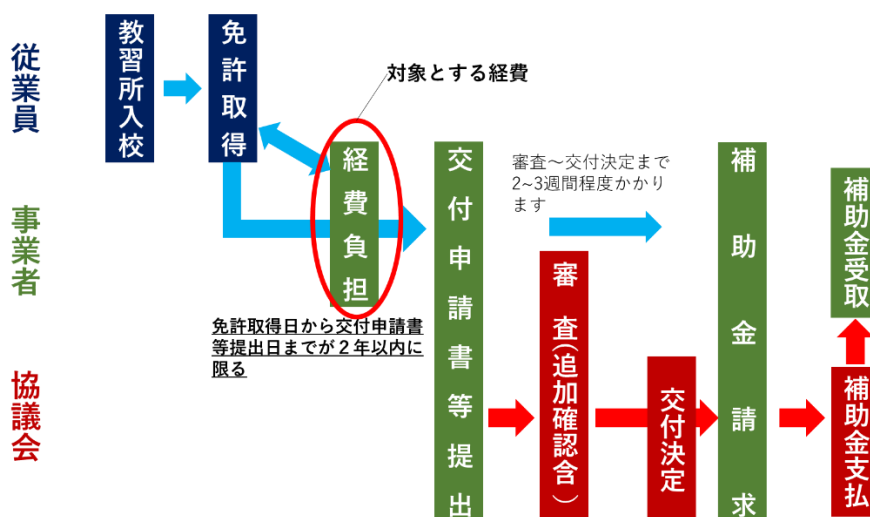 従業員
事業者
協議会
教習所入校
免許取得
対象とする経費
経費負担
免許取得日から交付申請書
等提出日までが２年以内に
限る
交付申請書等提出
審査～交付決定まで
2~3週間程度かかり
ます
審査(追加確認含)
交付決定
補助金請求
補助金支払
補助金受取